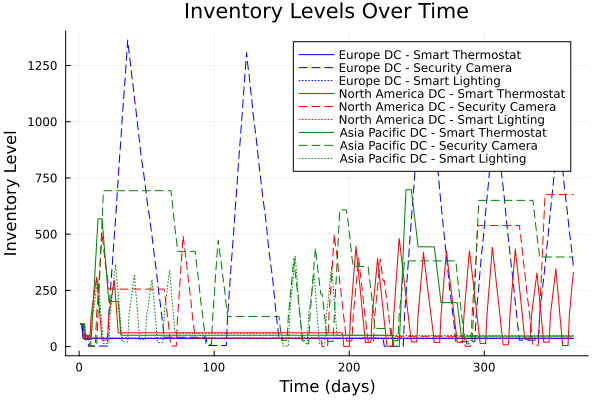 Inventory Levels Over Time
Inventory Level
1250
1000
750
500
250
0
Europe DC - Smart Thermostat
Europe DC - Security Camera
Europe DC - Smart Lighting
North America DC - Smart Thermostat
North America DC - Security Camera
North America DC - Smart Lighting
Asia Pacific DC - Smart Thermostat
Asia Pacific DC - Security Camera
Asia Pacific DC - Smart Lighting
0 100 200 300
Time (days)